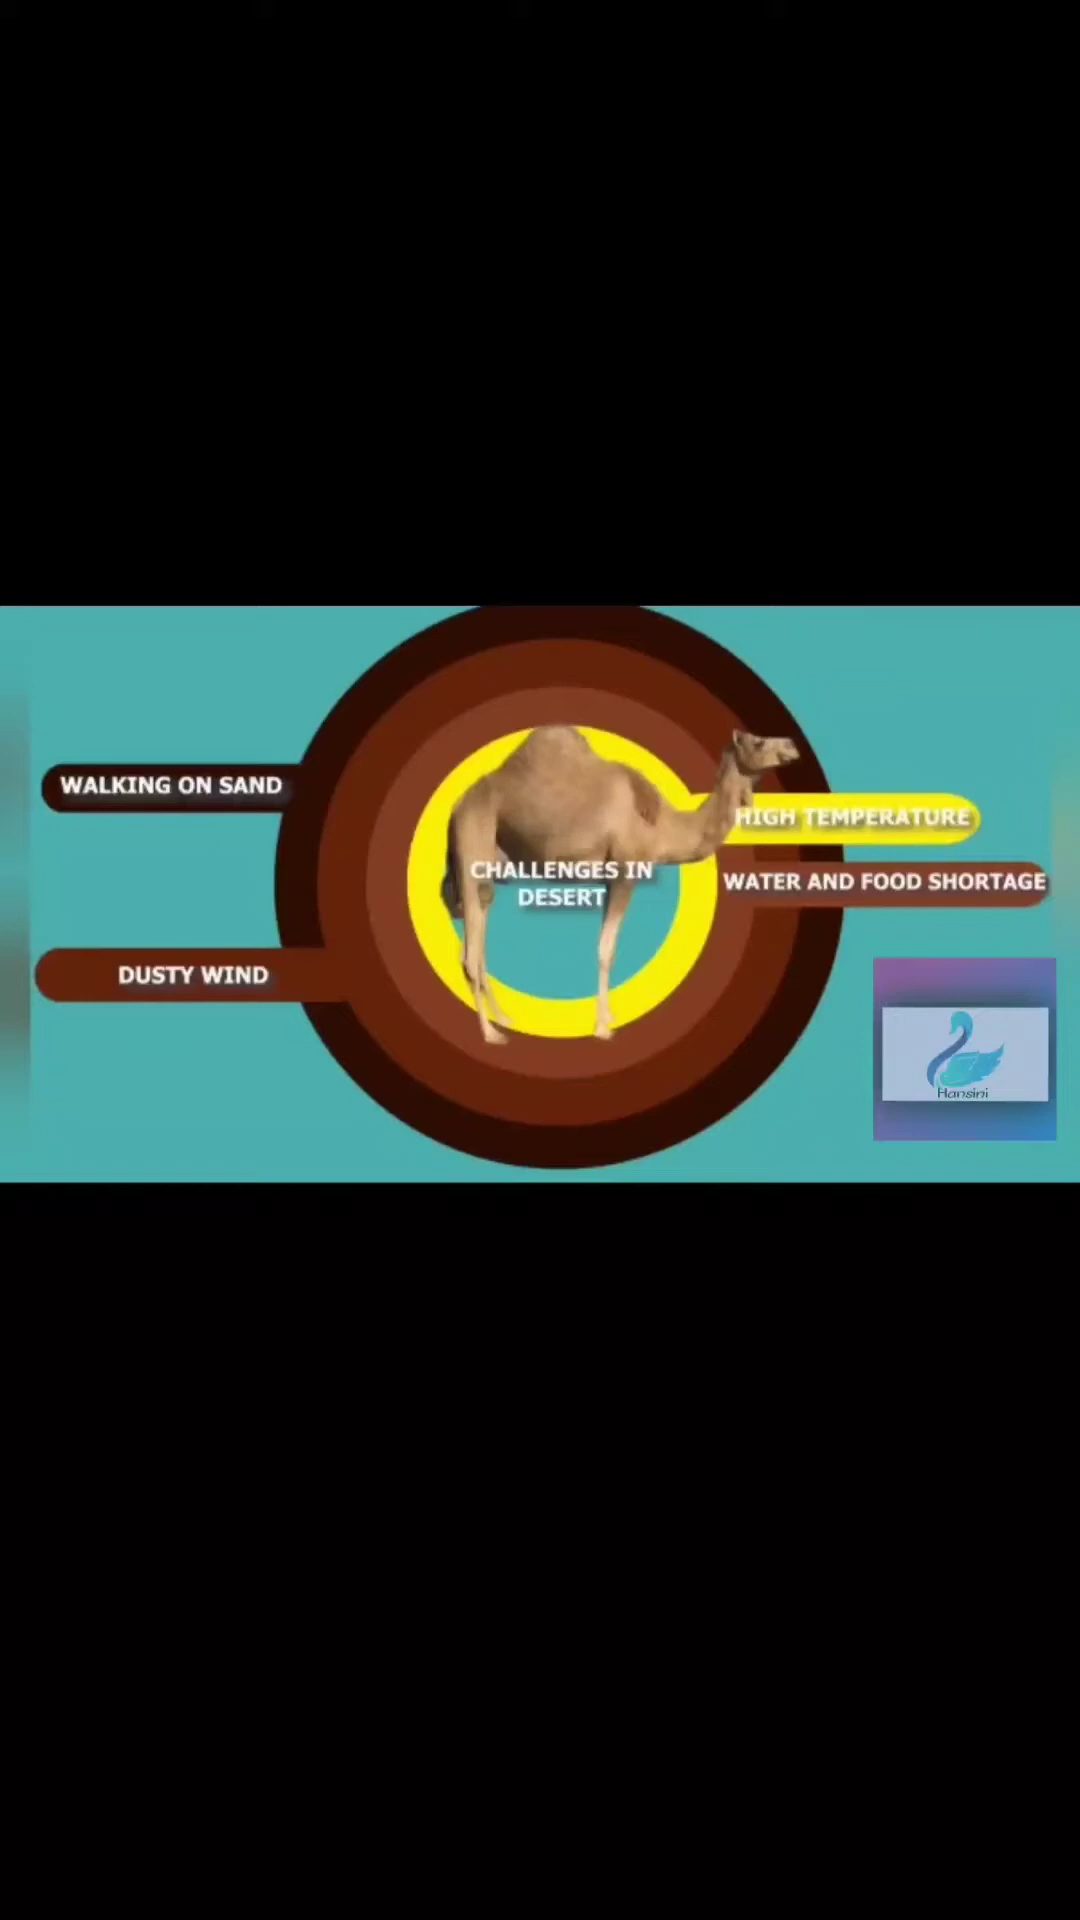 WALKING ON SAND
HIGH TEMPERATURE
CHALLENGES IN
DESERT
WATER AND FOOD SHORTAGE
DUSTY WIND
Hansini